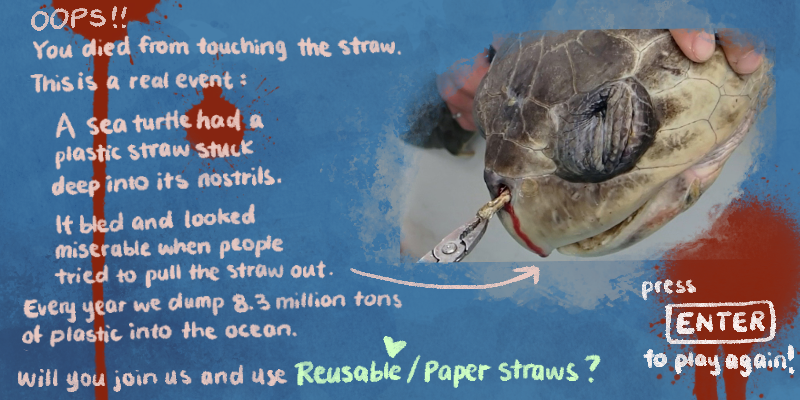 OOPS!!
You died from touching the straw.
This is a real event:
A sea turtle had a
plastic straw stuck
deep into its nostrils.
It bled and looked
miserable when people
tried to pull the straw out.
Every year we dump 8.3 million tons
of plastic into the ocean.
Will you join us and use Reusable/Paper straws?
press
ENTER
to play again!